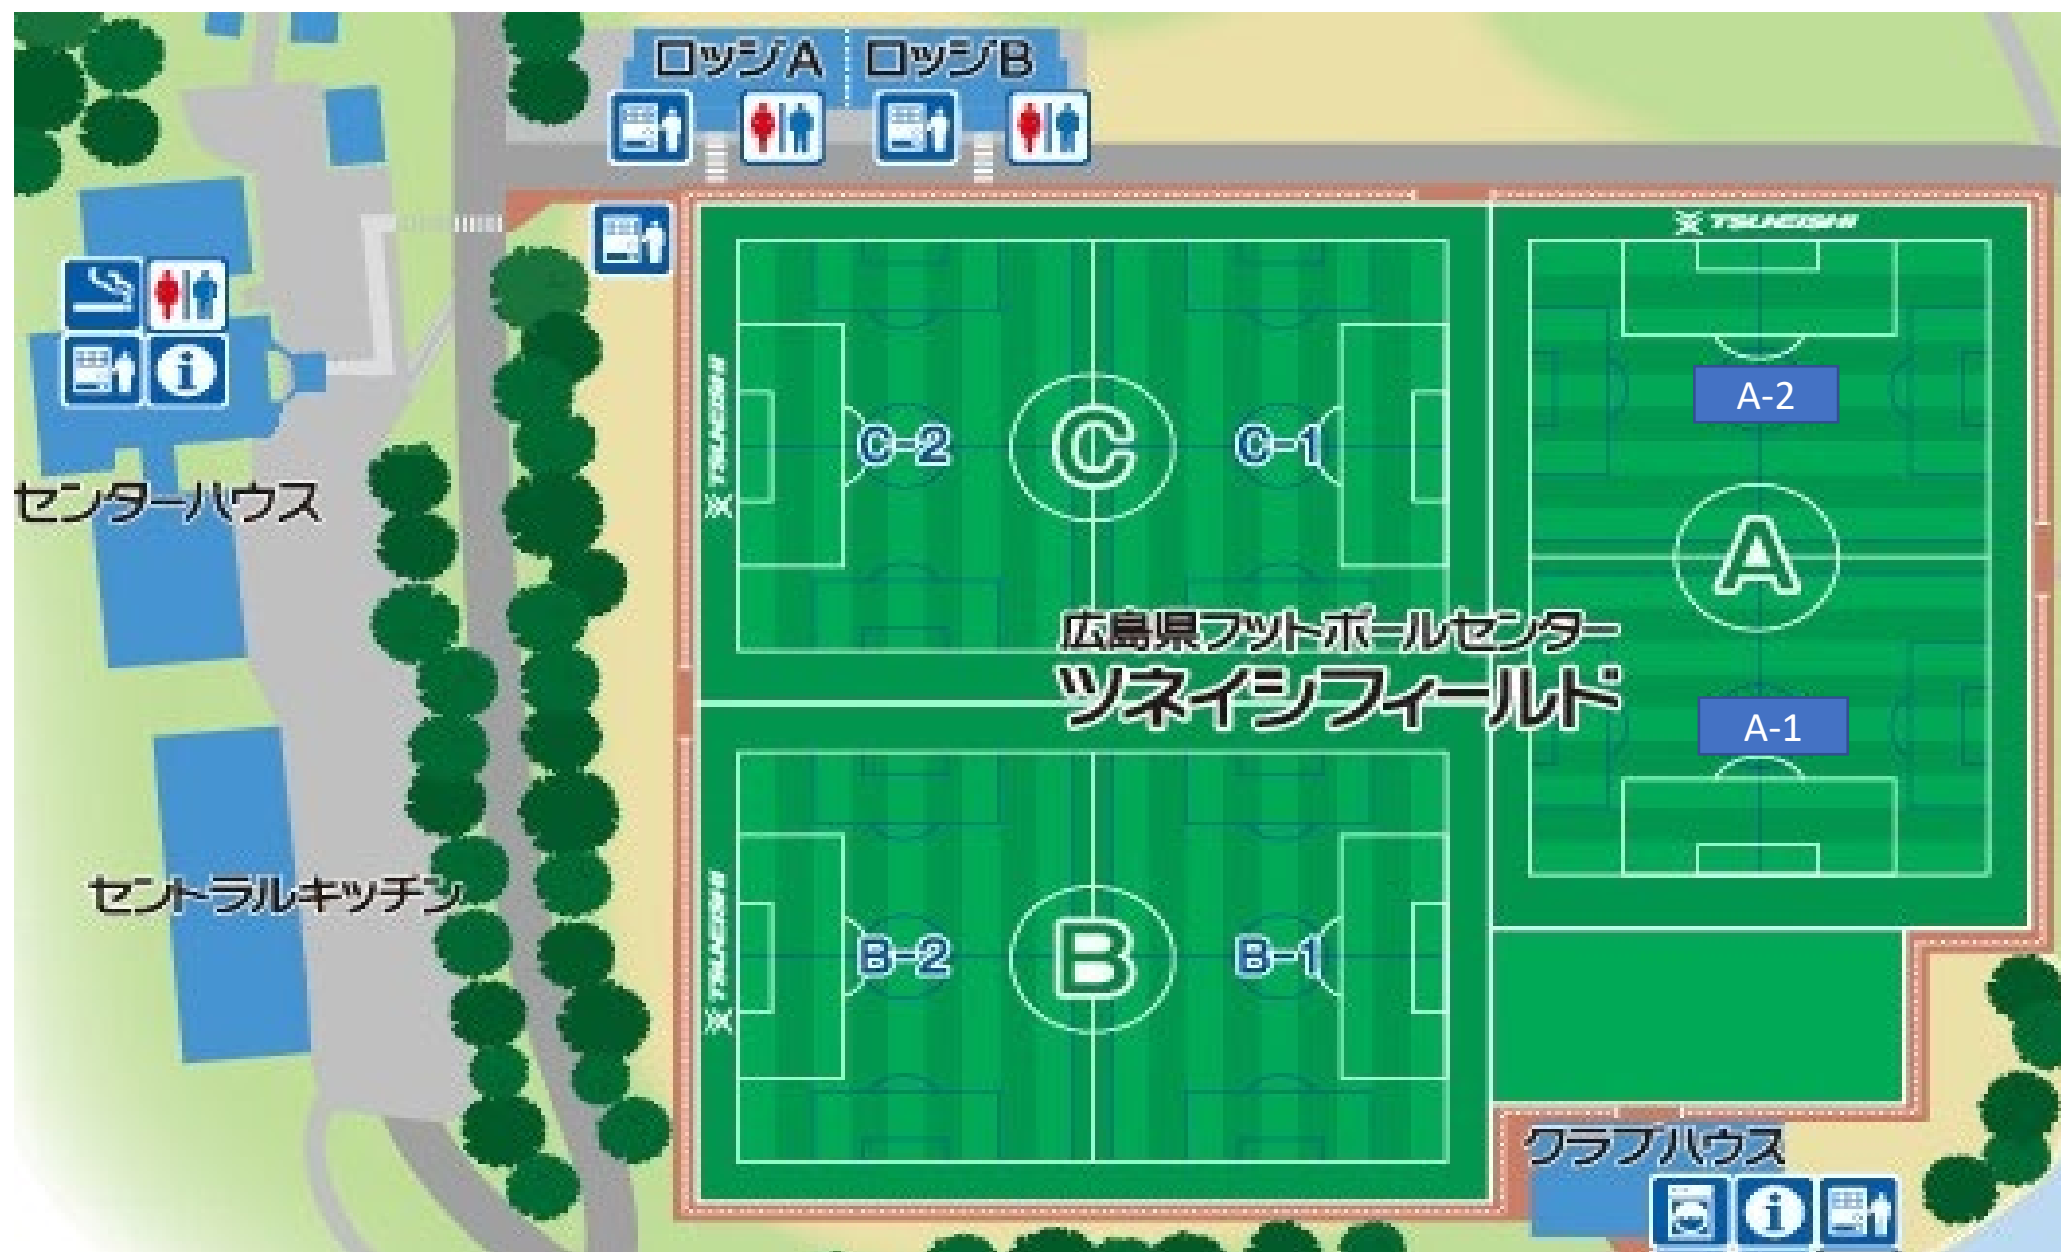 ロッジA
ロッジB
TSUNEISHI
TSUNEISHI
C-2
C
C-1
A-2
A
センターハウス
広島県フットボールセンター
ツネイシフィールド
A-1
セントラルキッチン
TSUNEISHI
B-2
B
B-1
クラブハウス